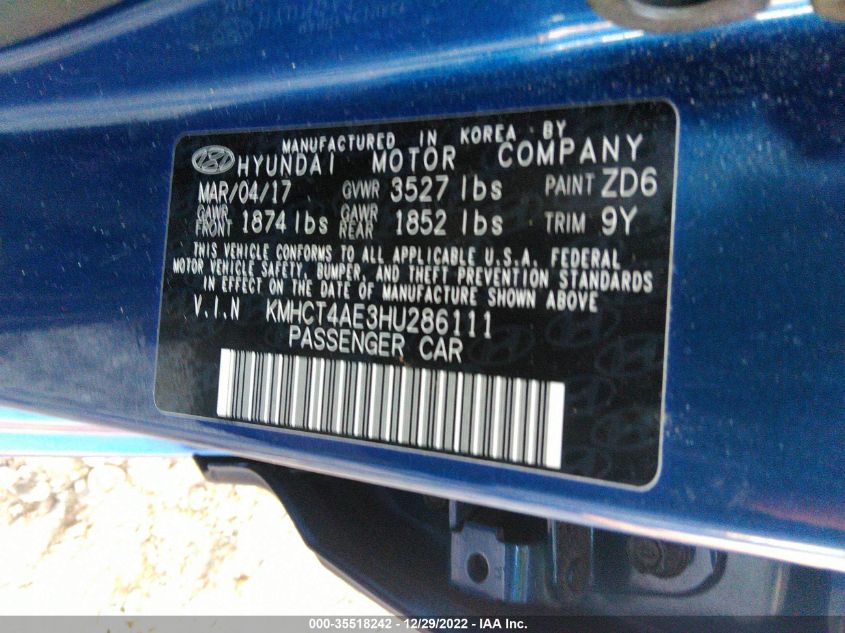 MANUFACTURED IN KOREA BY
HYUNDAI MOTOR COMPANY
MAR/04/17 GVWR 3527 lbs PAINT ZD6
GAWR FRONT 1874 lbs GAWR REAR 1852 lbs TRIM 9Y
THIS VEHICLE CONFORMS TO ALL APPLICABLE U.S.A. FEDERAL
MOTOR VEHICLE SAFETY, BUMPER, AND THEFT PREVENTION STANDARDS
IN EFFECT ON THE DATE OF MANUFACTURE SHOWN ABOVE
V.I.N KMHCT4AE3HU286111
PASSENGER CAR
000-35518242 - 12/29/2022 - IAA Inc.